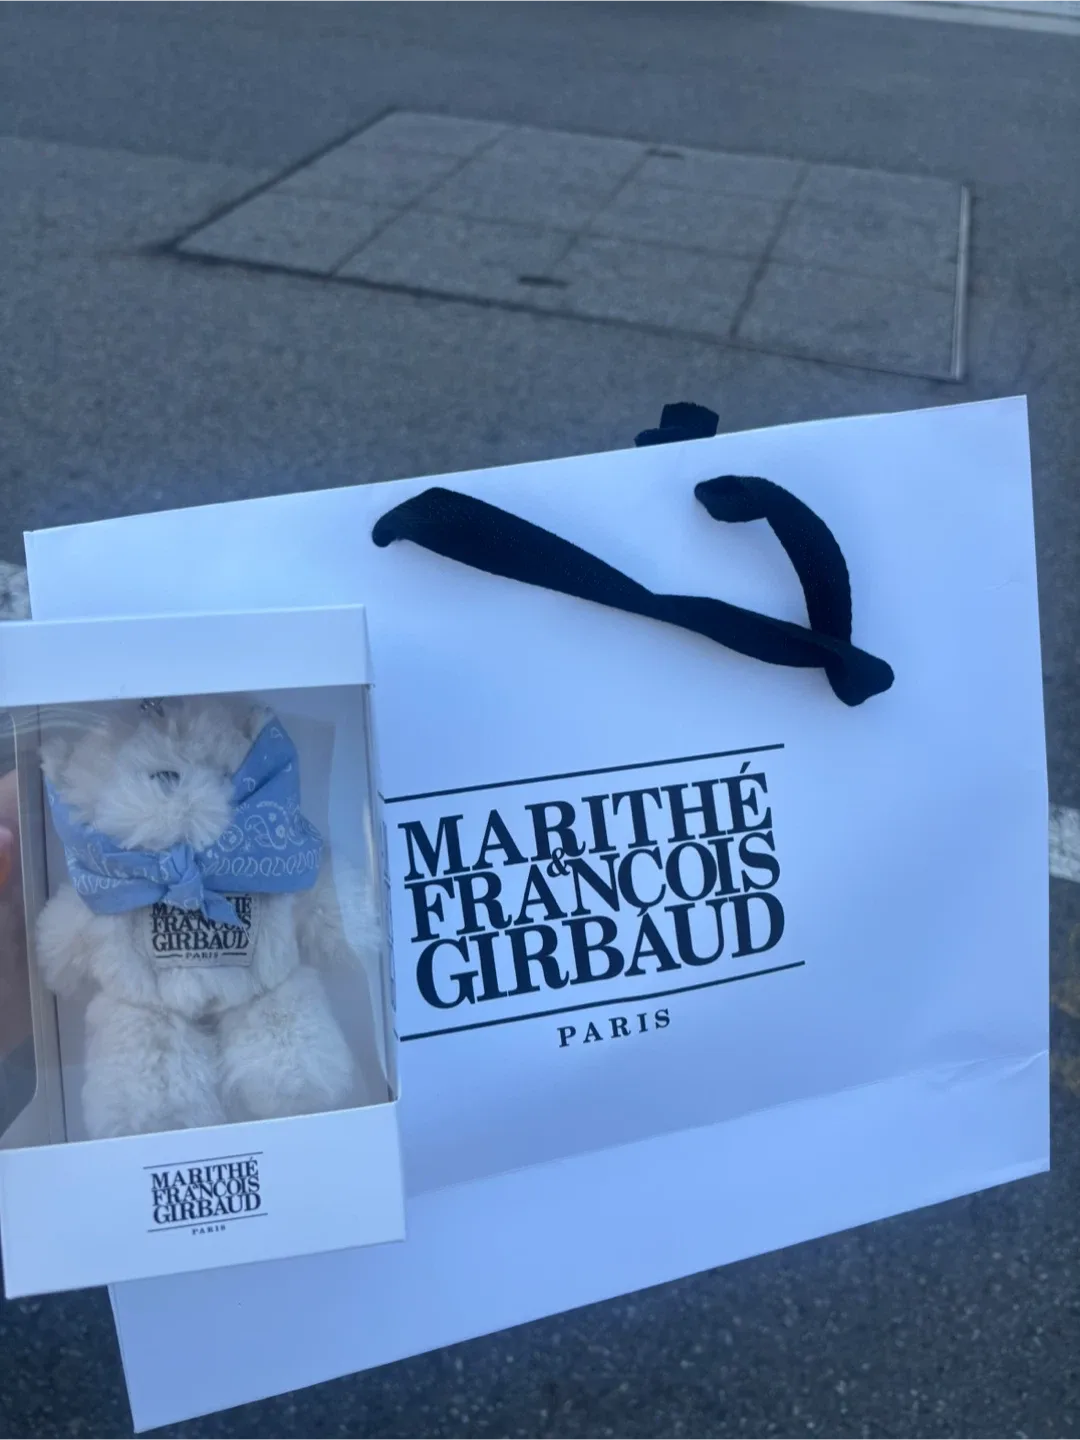 MARITHÉ
&
FRANÇOIS
GIRBAUD
PARIS
MARITHÉ
FRANÇOIS
GIRBAUD
PARIS
MARITHÉ
&
FRANÇOIS
GIRBAUD
PARIS